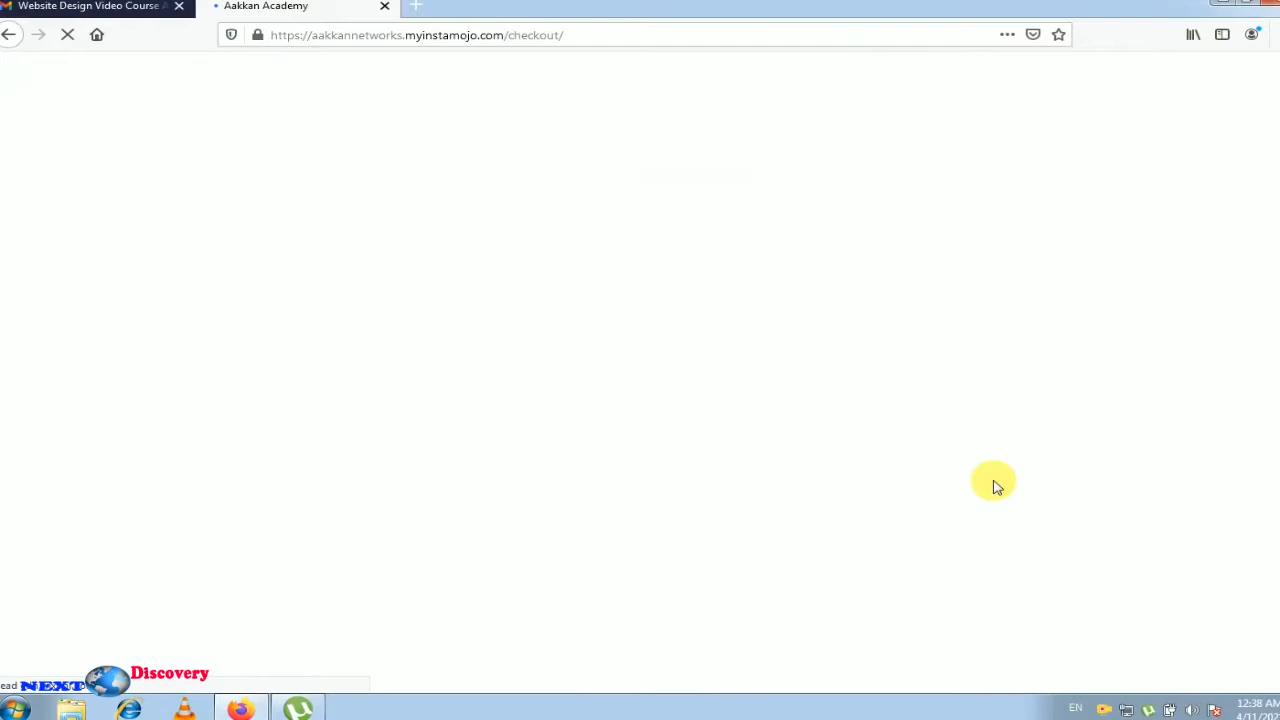 Website Design Video Course A
Aakkan Academy
https://aakkannetworks.myinstamojo.com/checkout/
NEXT Discovery
EN
12:38 AM